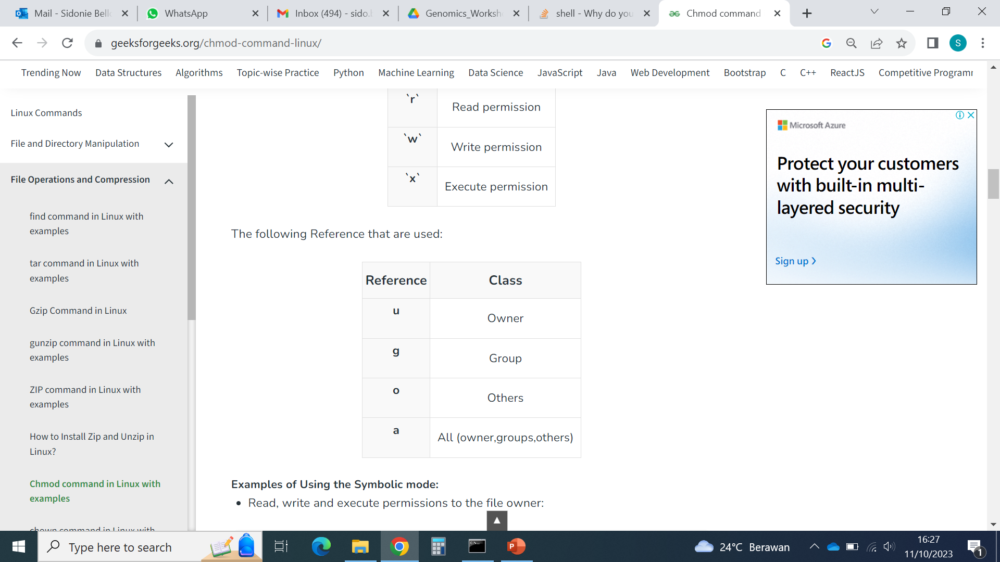 Mail - Sidonie Bell
WhatsApp
Inbox (494) - sido.
Genomics_Worksh
shell - Why do you
Chmod command
geeksforgeeks.org/chmod-command-linux/
S
Trending Now Data Structures Algorithms Topic-wise Practice Python Machine Learning Data Science JavaScript Java Web Development Bootstrap C C++ ReactJS Competitive Program
Linux Commands
File and Directory Manipulation
File Operations and Compression
find command in Linux with
examples
tar command in Linux with
examples
Gzip Command in Linux
gunzip command in Linux with
examples
ZIP command in Linux with
examples
How to Install Zip and Unzip in
Linux?
Chmod command in Linux with
examples
chown command in Linux with
`r` Read permission
`w` Write permission
`x` Execute permission
The following Reference that are used:
Reference Class
u Owner
g Group
o Others
a All (owner,groups,others)
Examples of Using the Symbolic mode:
• Read, write and execute permissions to the file owner:
Microsoft Azure
Protect your customers
with built-in multi-
layered security
Sign up
Type here to search
24°C Berawan
16:27
11/10/2023
1